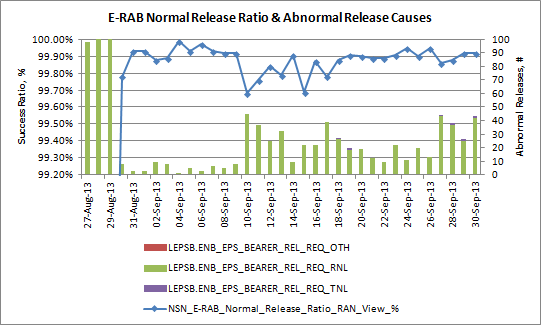 E-RAB Normal Release Ratio & Abnormal Release Causes
100.00%
99.90%
99.80%
99.70%
99.60%
99.50%
99.40%
99.30%
99.20%
Success Ratio, %
100
90
80
70
60
50
40
30
20
10
0
Abnormal Releases, #
27-Aug-13
29-Aug-13
31-Aug-13
02-Sep-13
04-Sep-13
06-Sep-13
08-Sep-13
10-Sep-13
12-Sep-13
14-Sep-13
16-Sep-13
18-Sep-13
20-Sep-13
22-Sep-13
24-Sep-13
26-Sep-13
28-Sep-13
30-Sep-13
LEPSB.ENB_EPS_BEARER_REL_REQ_OTH
LEPSB.ENB_EPS_BEARER_REL_REQ_RNL
LEPSB.ENB_EPS_BEARER_REL_REQ_TNL
NSN_E-RAB_Normal_Release_Ratio_RAN_View_%